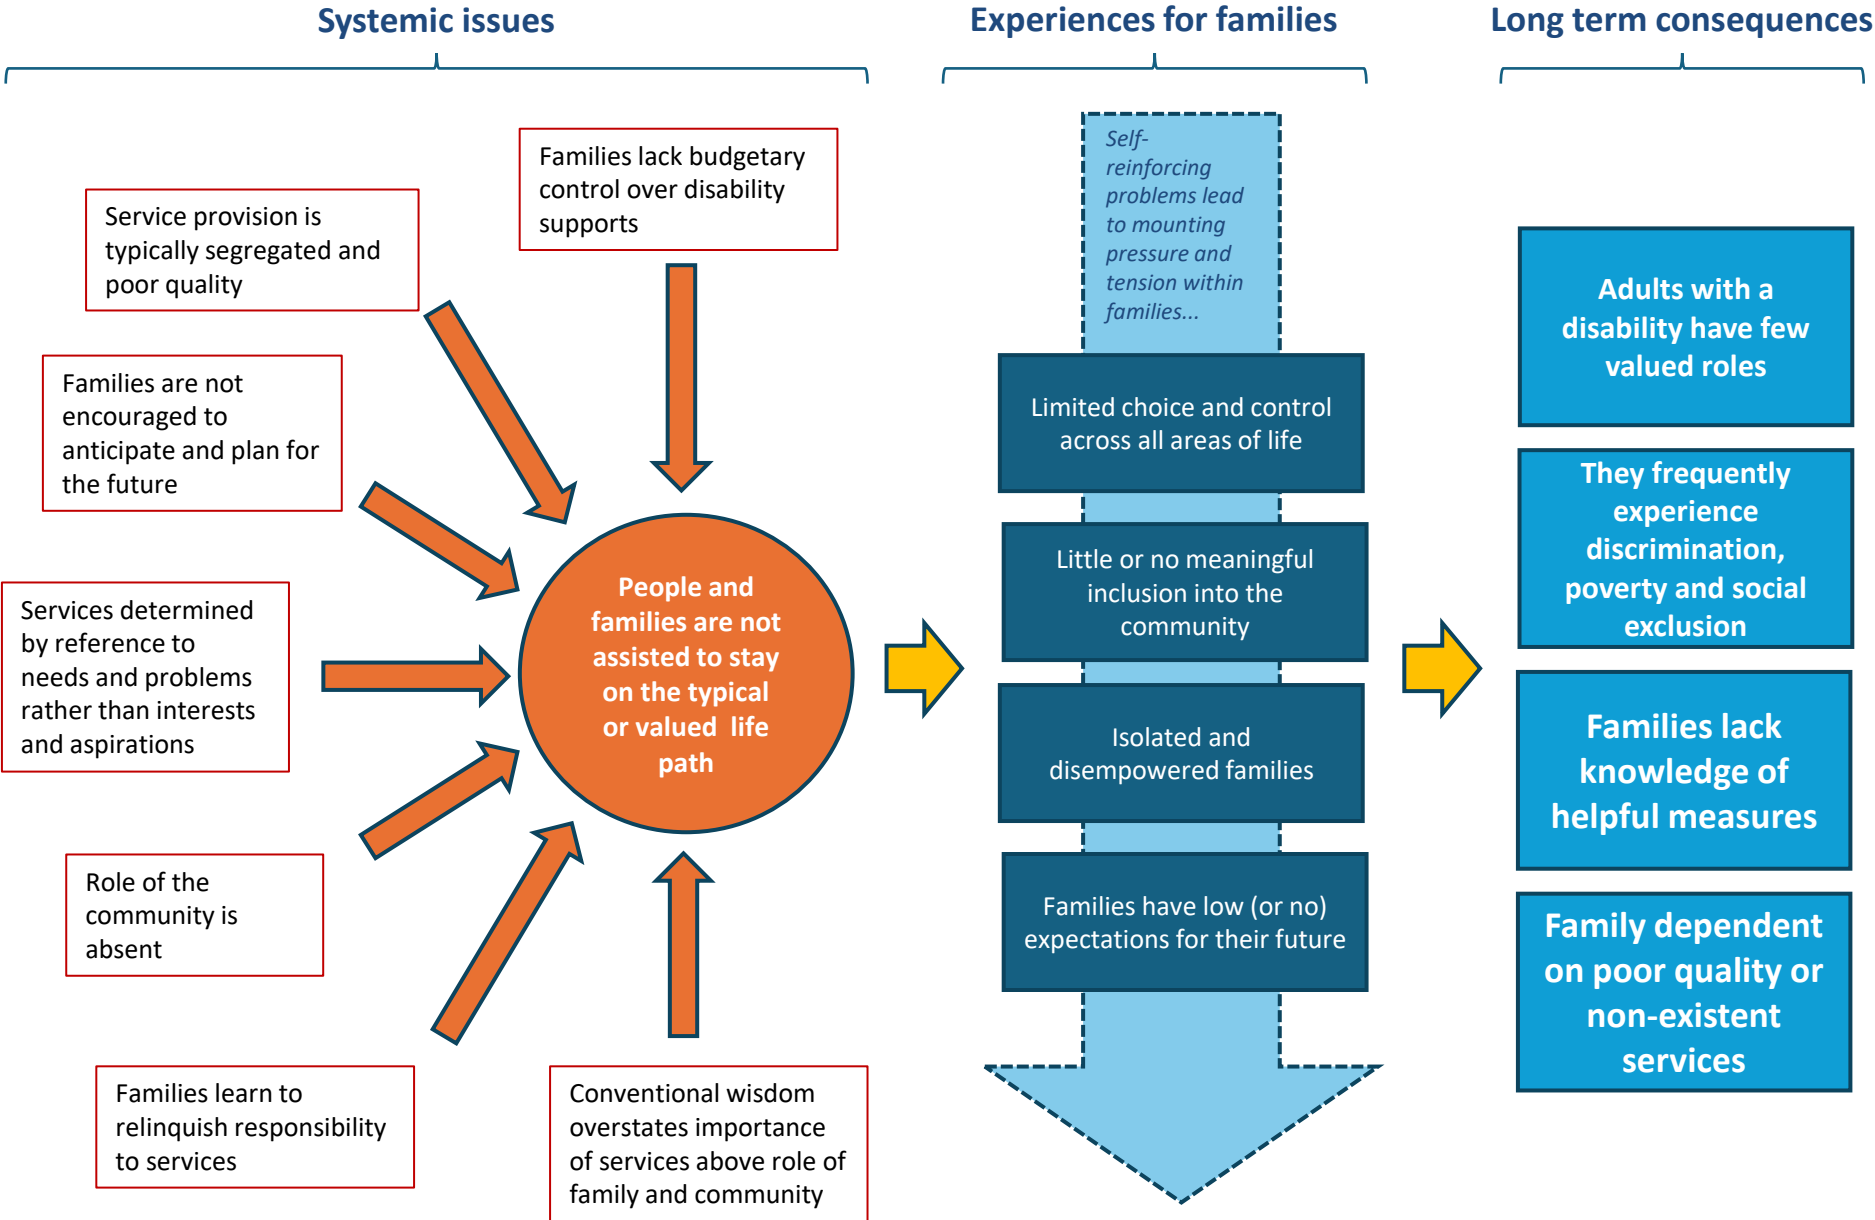 Systemic issues
Experiences for families
Long term consequences
Families lack budgetary
control over disability
supports
Service provision is
typically segregated and
poor quality
Families are not
encouraged to
anticipate and plan for
the future
Services determined
by reference to
needs and problems
rather than interests
and aspirations
Role of the
community is
absent
Families learn to
relinquish responsibility
to services
Conventional wisdom
overstates importance
of services above role of
family and community
People and
families are not
assisted to stay
on the typical
or valued  life
path
Self-
reinforcing
problems lead
to mounting
pressure and
tension within
families...
Limited choice and control
across all areas of life
Little or no meaningful
inclusion into the
community
Isolated and
disempowered families
Families have low (or no)
expectations for their future
Adults with a
disability have few
valued roles
They frequently
experience
discrimination,
poverty and social
exclusion
Families lack
knowledge of
helpful measures
Family dependent
on poor quality or
non-existent
services